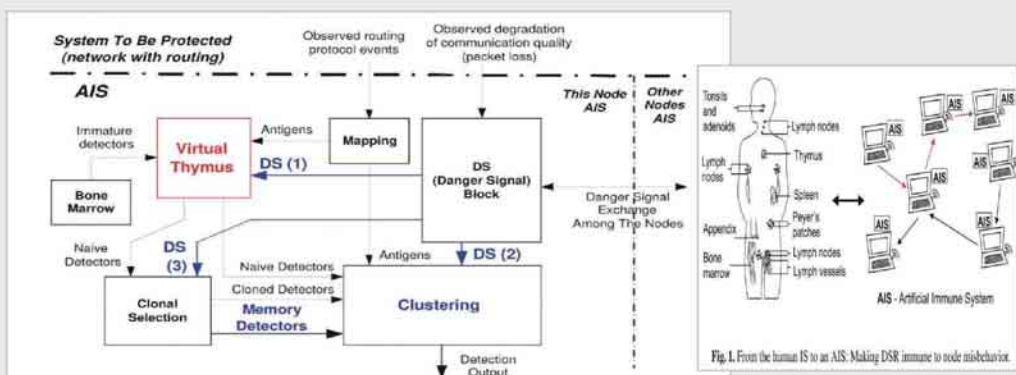 System To Be Protected
(network with routing)
Observed routing
protocol events
Observed degradation
of communication quality
(packet loss)
AIS
This Node
AIS
Other
Nodes
AIS
Immature
detectors
Virtual
Thymus
Antigens
Mapping
DS (1)
DS
(Danger Signal)
Block
Bone
Marrow
Danger Signal
Exchange
Among The Nodes
Naive
Detectors
DS
(3)
Naive Detectors
Antigens
DS (2)
Clonal
Selection
Cloned Detectors
Memory
Detectors
Clustering
Detection
Output
Tonsils
and
adenoids
Lymph nodes
Lymph
nodes
Thymus
Spleen
Appendix
Peyer's
patches
Bone
marrow
Lymph nodes
Lymph vessels
AIS
AIS
AIS
AIS
AIS
AIS
AIS
AIS - Artificial Immune System
Fig. 1. From the human IS to an AIS: Making DSR immune to node misbehavior.